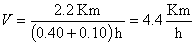 V = 2.2 Km / (0.40 + 0.10) h = 4.4 Km/h